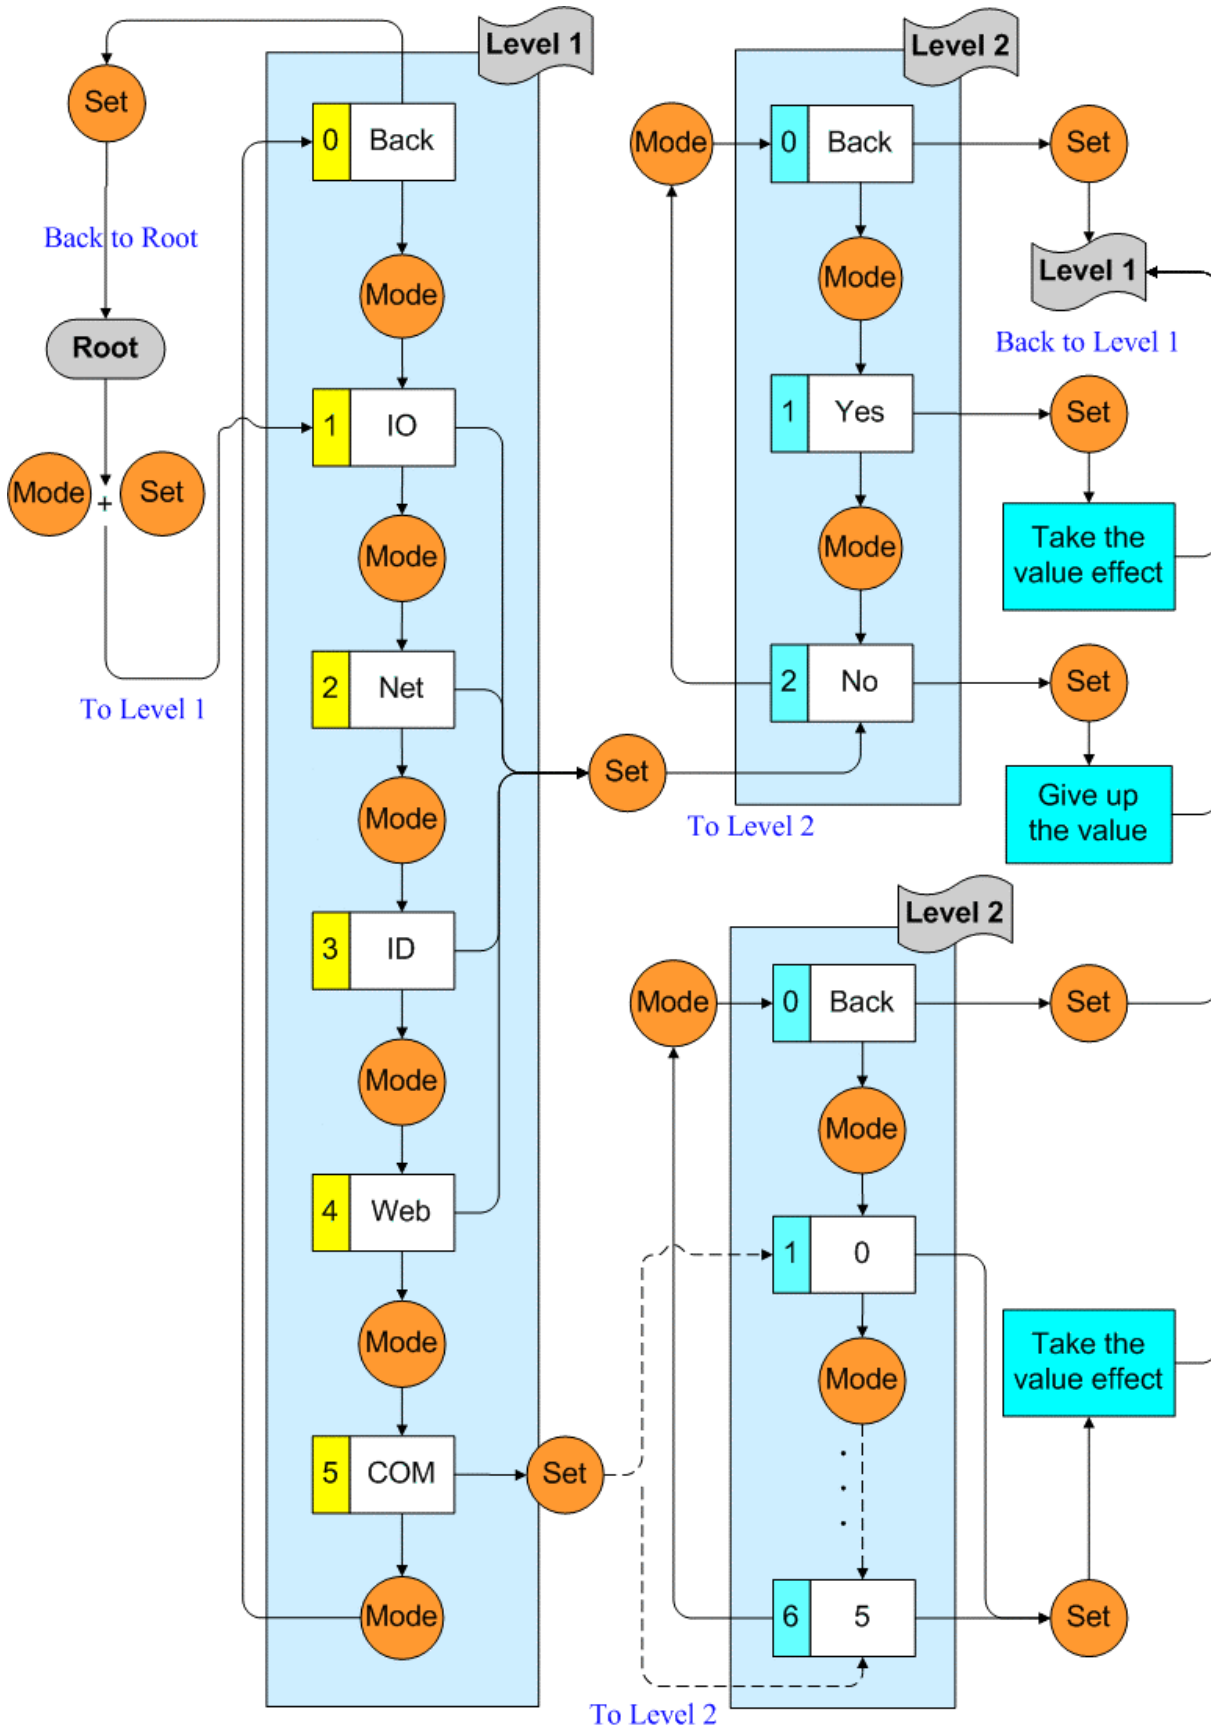 Level 1
Set
0 Back
Back to Root
Mode
Root
1 IO
Mode + Set
Mode
2 Net
To Level 1
Mode
3 ID
Mode
4 Web
Mode
5 COM
Mode
Set
To Level 2
Set
To Level 2
Level 2
Mode
0 Back
Set
Mode
Level 1
Back to Level 1
1 Yes
Set
Mode
Take the
value effect
2 No
Set
Give up
the value
Level 2
Mode
0 Back
Set
Mode
1 0
Mode
Take the
value effect
.
.
.
6 5
Set